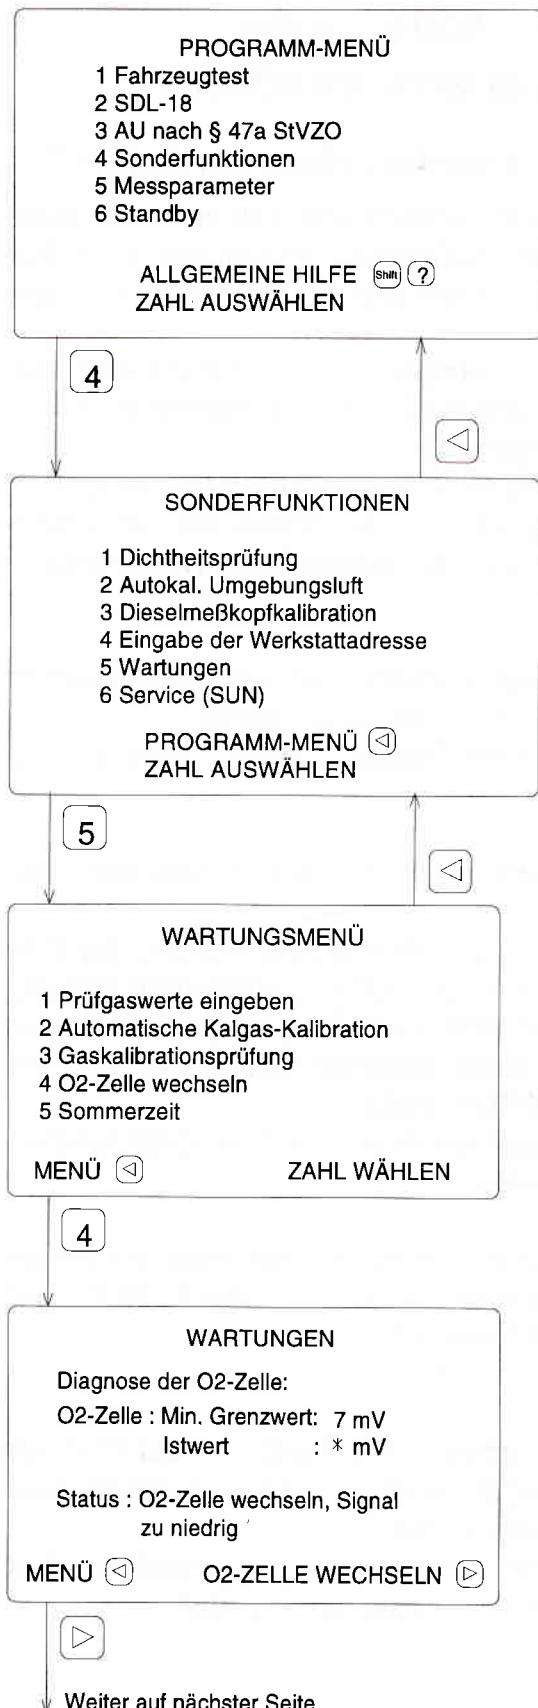 PROGRAMM-MENÜ
1 Fahrzeugtest
2 SDL-18
3 AU nach § 47a StVZO
4 Sonderfunktionen
5 Messparameter
6 Standby
ALLGEMEINE HILFE Shift ?
ZAHL AUSWÄHLEN
4
SONDERFUNKTIONEN
1 Dichtheitsprüfung
2 Autokal. Umgebungsluft
3 Dieselmeßkopfkalibration
4 Eingabe der Werkstattadresse
5 Wartungen
6 Service (SUN)
PROGRAMM-MENÜ ◁
ZAHL AUSWÄHLEN
5
WARTUNGSMENÜ
1 Prüfgaswerte eingeben
2 Automatische Kalgas-Kalibration
3 Gaskalibrationsprüfung
4 O2-Zelle wechseln
5 Sommerzeit
MENÜ ◁ ZAHL WÄHLEN
4
WARTUNGEN
Diagnose der O2-Zelle:
O2-Zelle : Min. Grenzwert: 7 mV
Istwert : * mV
Status : O2-Zelle wechseln, Signal
zu niedrig
MENÜ ◁ O2-ZELLE WECHSELN ▷
Weiter auf nächster Seite